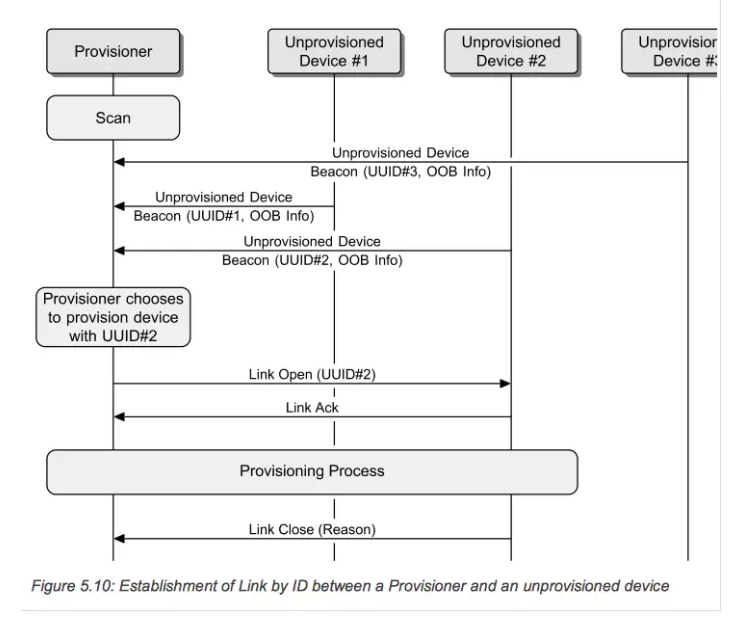 Provisioner
Unprovisioned
Device #1
Unprovisioned
Device #2
Unprovision
Device #3
Scan
Unprovisioned Device
Beacon (UUID#3, OOB Info)
Unprovisioned Device
Beacon (UUID#1, OOB Info)
Unprovisioned Device
Beacon (UUID#2, OOB Info)
Provisioner chooses
to provision device
with UUID#2
Link Open (UUID#2)
Link Ack
Provisioning Process
Link Close (Reason)
Figure 5.10: Establishment of Link by ID between a Provisioner and an unprovisioned device